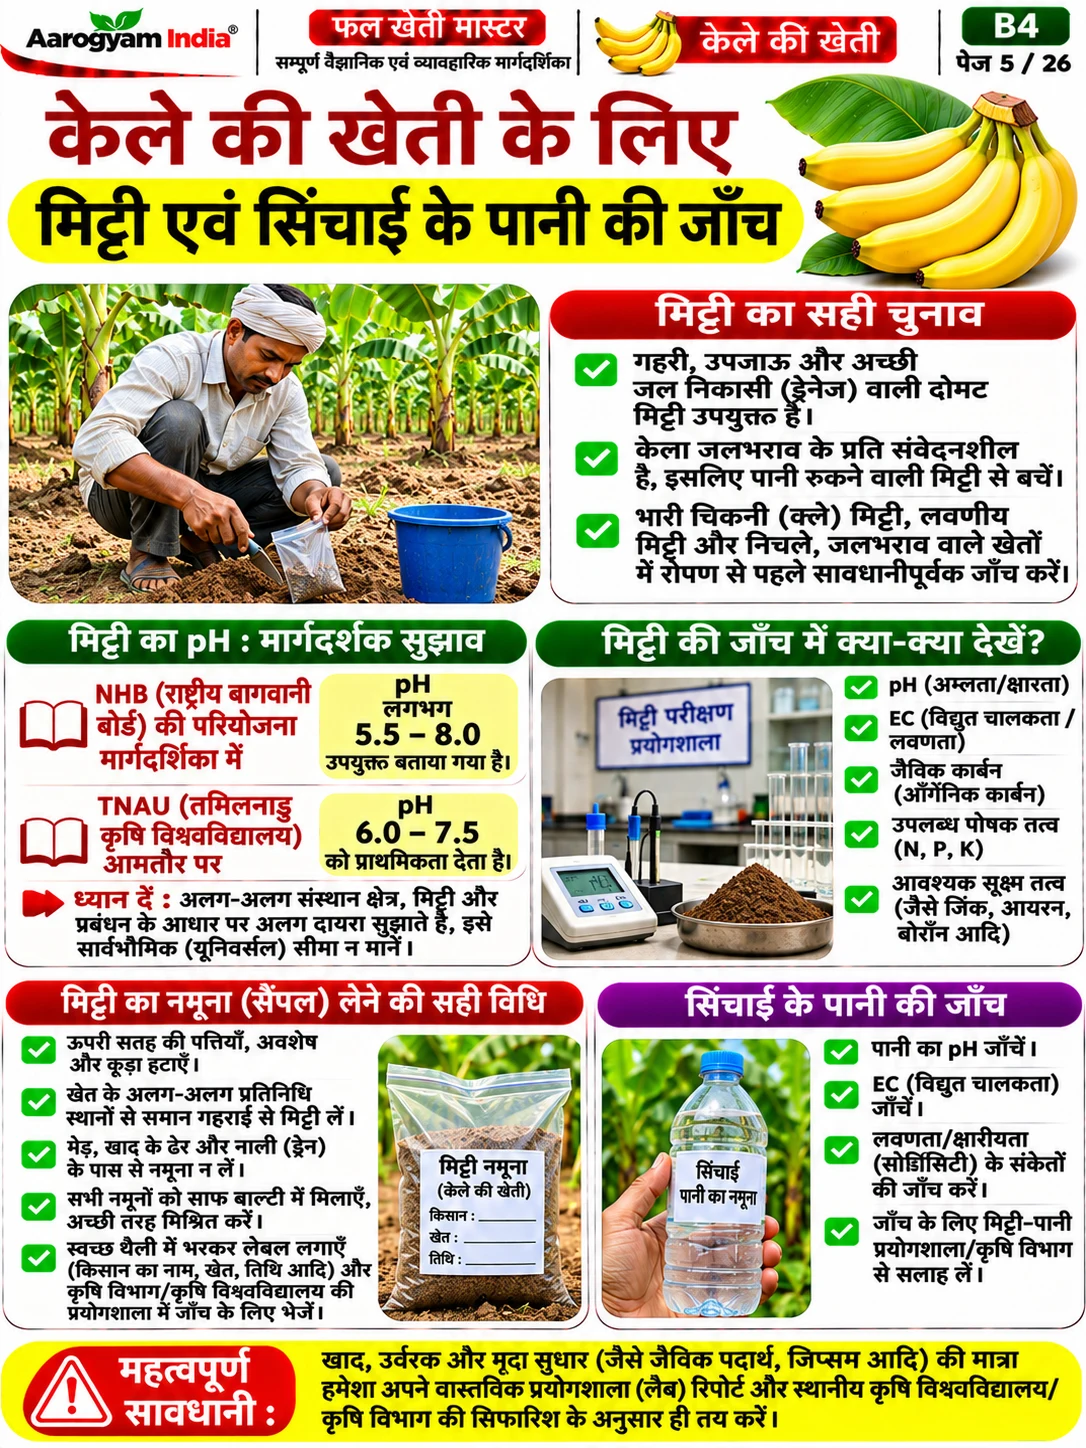 Aarogyam India®
फल खेती मास्टर
सम्पूर्ण वैज्ञानिक एवं व्यावहारिक मार्गदर्शिका
केले की खेती
B4
पेज 5 / 26
केले की खेती के लिए
मिट्टी एवं सिंचाई के पानी की जाँच
मिट्टी का सही चुनाव
गहरी, उपजाऊ और अच्छी
जल निकासी (ड्रेनेज) वाली दोमट
मिट्टी उपयुक्त है।
केला जलभराव के प्रति संवेदनशील
है, इसलिए पानी रुकने वाली मिट्टी से बचें।
भारी चिकनी (क्ले) मिट्टी, लवणीय
मिट्टी और निचले, जलभराव वाले खेतों
में रोपण से पहले सावधानीपूर्वक जाँच करें।
मिट्टी का pH : मार्गदर्शक सुझाव
NHB (राष्ट्रीय बागवानी
बोर्ड) की परियोजना
मार्गदर्शिका में
pH
लगभग
5.5 – 8.0
उपयुक्त बताया गया है।
TNAU (तमिलनाडु
कृषि विश्वविद्यालय)
आमतौर पर
pH
6.0 – 7.5
को प्राथमिकता देता है।
ध्यान दें : अलग-अलग संस्थान क्षेत्र, मिट्टी और
प्रबंधन के आधार पर अलग दायरा सुझाते है, इसे
सार्वभौमिक (यूनिवर्सल) सीमा न मानें।
मिट्टी की जाँच में क्या-क्या देखें?
मिट्टी परीक्षण
प्रयोगशाला
pH (अम्लता/क्षारता)
EC (विद्युत चालकता /
लवणता)
जैविक कार्बन
(ऑर्गेनिक कार्बन)
उपलब्ध पोषक तत्व
(N, P, K)
आवश्यक सूक्ष्म तत्व
(जैसे जिंक, आयरन,
बोरॉन आदि)
मिट्टी का नमूना (सैंपल) लेने की सही विधि
ऊपरी सतह की पत्तियाँ, अवशेष
और कूड़ा हटाएँ।
खेत के अलग-अलग प्रतिनिधि
स्थानों से समान गहराई से मिट्टी लें।
मेड़, खाद के ढेर और नाली (ड्रेन)
के पास से नमूना न लें।
सभी नमूनों को साफ बाल्टी में मिलाएँ,
अच्छी तरह मिश्रित करें।
स्वच्छ थैली में भरकर लेबल लगाएँ
(किसान का नाम, खेत, तिथि आदि) और
कृषि विभाग/कृषि विश्वविद्यालय की
प्रयोगशाला में जाँच के लिए भेजें।
मिट्टी नमूना
(केले की खेती)
किसान :
खेत :
तिथि :
सिंचाई के पानी की जाँच
सिंचाई
पानी का नमूना
पानी का pH जाँचें।
EC (विद्युत चालकता)
जाँचें।
लवणता/क्षारीयता
(सोडिसिटी) के संकेतों
की जाँच करें।
जाँच के लिए मिट्टी-पानी
प्रयोगशाला/कृषि विभाग
से सलाह लें।
महत्वपूर्ण
सावधानी :
खाद, उर्वरक और मृदा सुधार (जैसे जैविक पदार्थ, जिप्सम आदि) की मात्रा
हमेशा अपने वास्तविक प्रयोगशाला (लैब) रिपोर्ट और स्थानीय कृषि विश्वविद्यालय/
कृषि विभाग की सिफारिश के अनुसार ही तय करें।